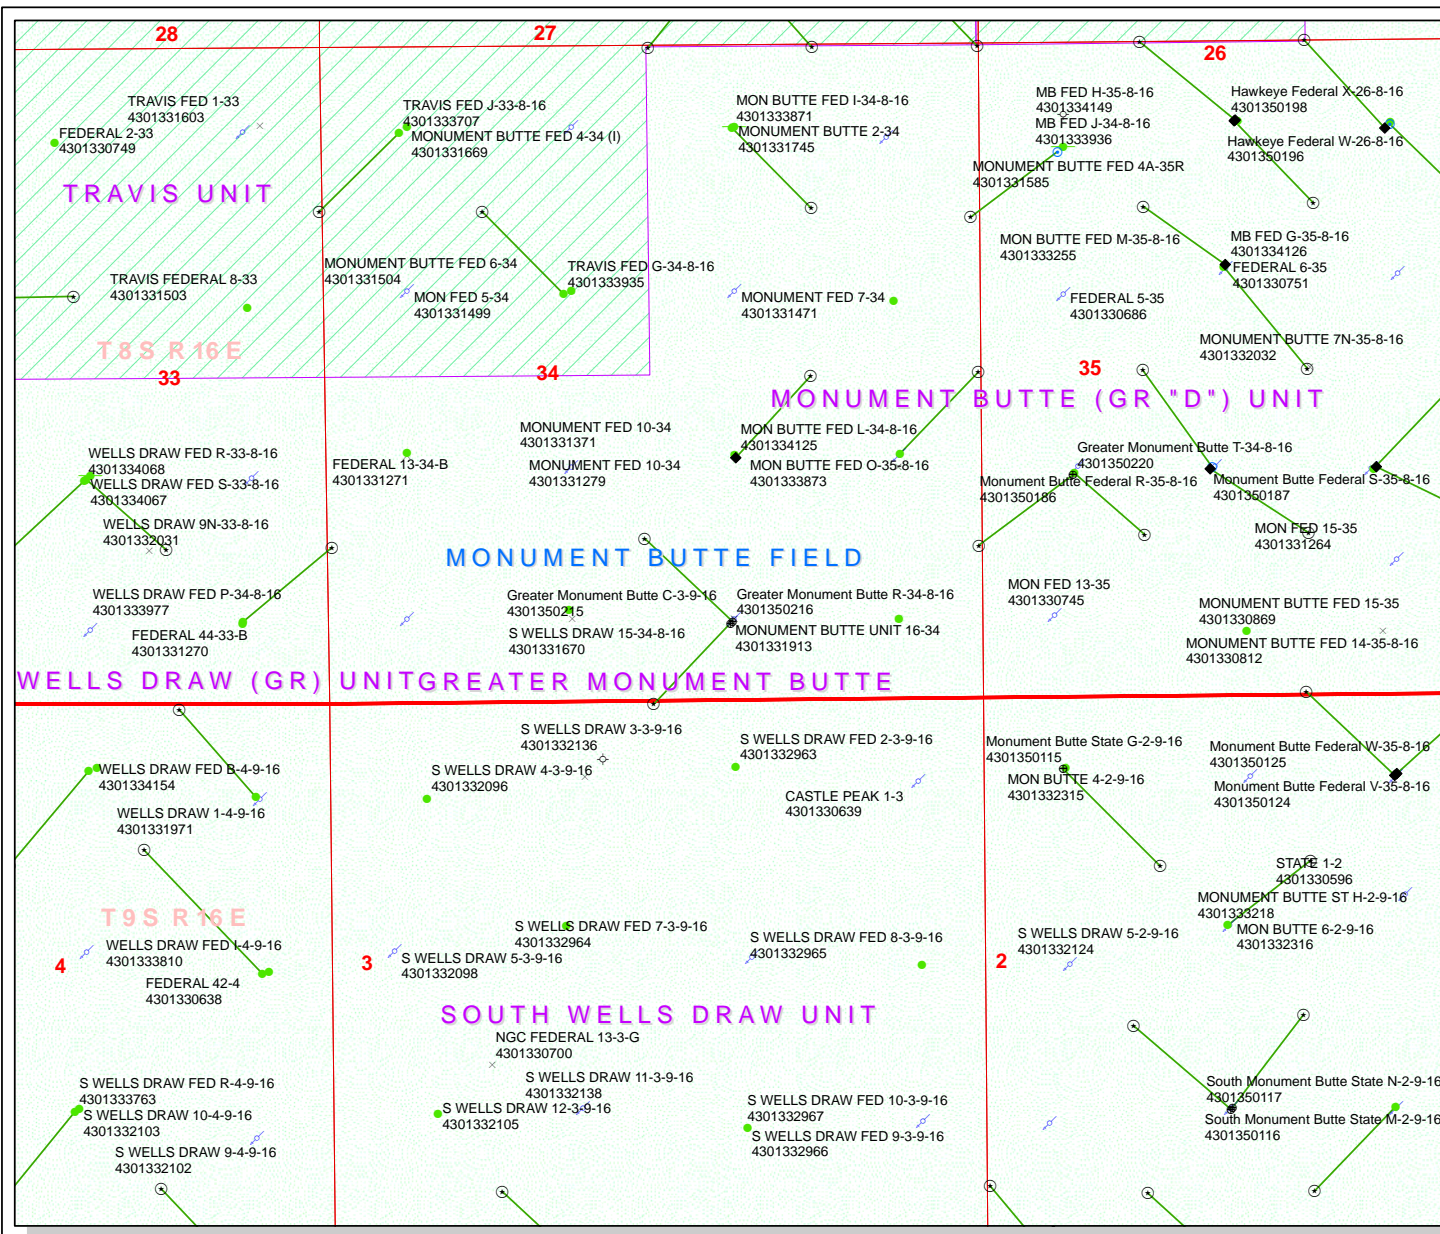 28
27
26
TRAVIS FED 1-33
4301331603
FEDERAL 2-33
4301330749
TRAVIS FED J-33-8-16
4301333707
MONUMENT BUTTE FED 4-34 (I)
4301331669
MON BUTTE FED I-34-8-16
4301333871
MONUMENT BUTTE 2-34
4301331745
MB FED H-35-8-16
4301334149
MB FED J-34-8-16
4301333936
MONUMENT BUTTE FED 4A-35R
4301331585
Hawkeye Federal X-26-8-16
4301350198
Hawkeye Federal W-26-8-16
4301350196
TRAVIS UNIT
TRAVIS FEDERAL 8-33
4301331503
MONUMENT BUTTE FED 6-34
4301331504
MON FED 5-34
4301331499
TRAVIS FED G-34-8-16
4301333935
MONUMENT FED 7-34
4301331471
MON BUTTE FED M-35-8-16
4301333255
FEDERAL 5-35
4301330686
MB FED G-35-8-16
4301334126
FEDERAL 6-35
4301330751
MONUMENT BUTTE 7N-35-8-16
4301332032
T8S R16E
33
34
35
MONUMENT BUTTE (GR "D") UNIT
WELLS DRAW FED R-33-8-16
4301334068
WELLS DRAW FED S-33-8-16
4301334067
WELLS DRAW 9N-33-8-16
4301332031
FEDERAL 13-34-B
4301331271
MONUMENT FED 10-34
4301331371
MONUMENT FED 10-34
4301331279
MON BUTTE FED L-34-8-16
4301334125
MON BUTTE FED O-35-8-16
4301333873
Greater Monument Butte T-34-8-16
4301350220
Monument Butte Federal R-35-8-16
4301350186
Monument Butte Federal S-35-8-16
4301350187
MON FED 15-35
4301331264
MONUMENT BUTTE FIELD
WELLS DRAW FED P-34-8-16
4301333977
FEDERAL 44-33-B
4301331270
Greater Monument Butte C-3-9-16
4301350215
S WELLS DRAW 15-34-8-16
4301331670
Greater Monument Butte R-34-8-16
4301350216
MONUMENT BUTTE UNIT 16-34
4301331913
MON FED 13-35
4301330745
MONUMENT BUTTE FED 15-35
4301330869
MONUMENT BUTTE FED 14-35-8-16
4301330812
WELLS DRAW (GR) UNIT
GREATER MONUMENT BUTTE
S WELLS DRAW 3-3-9-16
4301332136
S WELLS DRAW 4-3-9-16
4301332096
S WELLS DRAW FED 2-3-9-16
4301332963
CASTLE PEAK 1-3
4301330639
Monument Butte State G-2-9-16
4301350115
MON BUTTE 4-2-9-16
4301332315
Monument Butte Federal W-35-8-16
4301350125
Monument Butte Federal V-35-8-16
4301350124
WELLS DRAW FED B-4-9-16
4301334154
WELLS DRAW 1-4-9-16
4301331971
STATE 1-2
4301330596
MONUMENT BUTTE ST H-2-9-16
4301333218
MON BUTTE 6-2-9-16
4301332316
T9S R16E
WELLS DRAW FED I-4-9-16
4301333810
FEDERAL 42-4
4301330638
S WELLS DRAW FED 7-3-9-16
4301332964
S WELLS DRAW 5-3-9-16
4301332098
S WELLS DRAW FED 8-3-9-16
4301332965
S WELLS DRAW 5-2-9-16
4301332124
4
3
2
SOUTH WELLS DRAW UNIT
NGC FEDERAL 13-3-G
4301330700
S WELLS DRAW 11-3-9-16
4301332138
S WELLS DRAW 12-3-9-16
4301332105
S WELLS DRAW FED R-4-9-16
4301333763
S WELLS DRAW 10-4-9-16
4301332103
S WELLS DRAW 9-4-9-16
4301332102
S WELLS DRAW FED 10-3-9-16
4301332967
S WELLS DRAW FED 9-3-9-16
4301332966
South Monument Butte State N-2-9-16
4301350117
South Monument Butte State M-2-9-16
4301350116